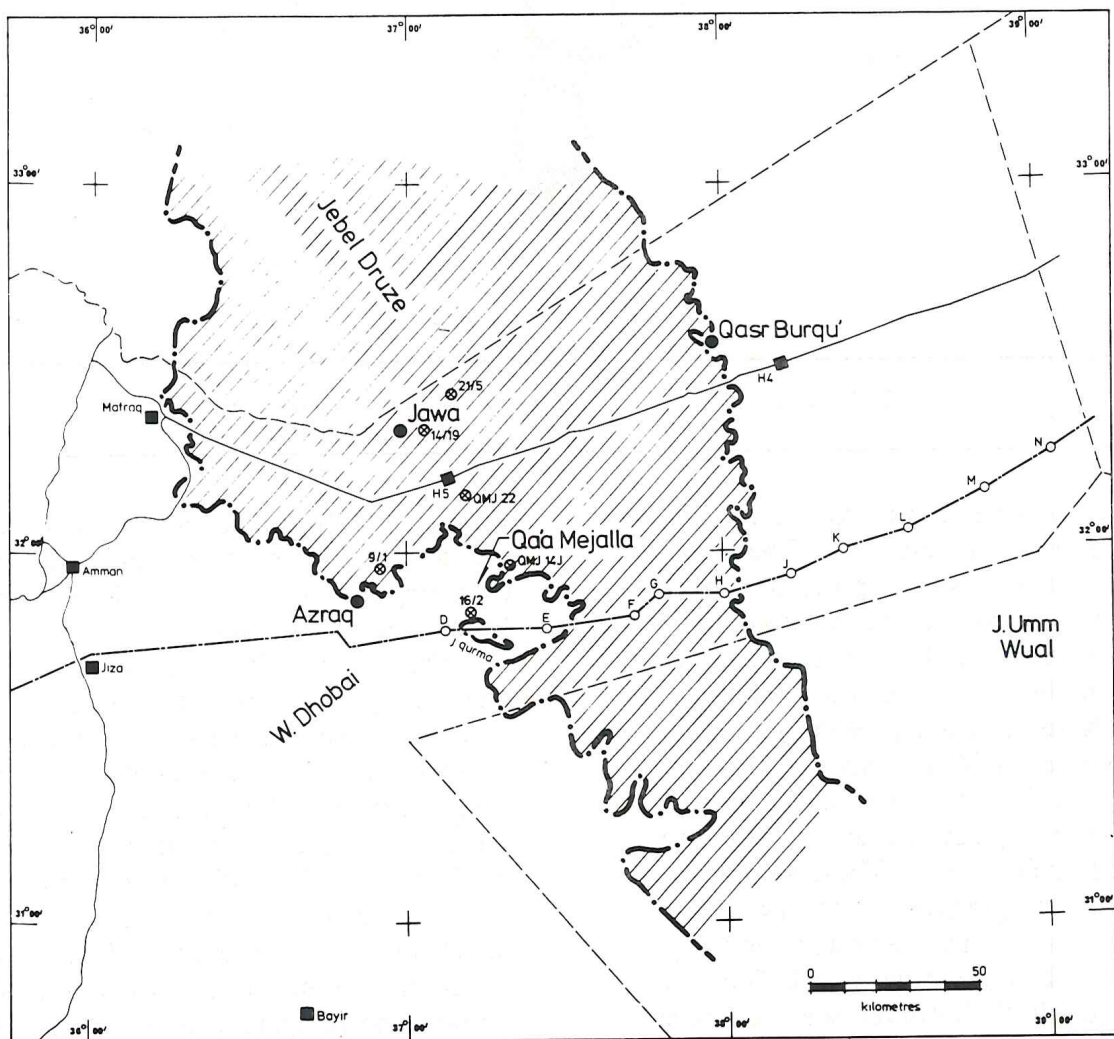 36°00'
37°00'
38°00'
39°00'
33°00'
33°00'
Jebel Druze
Qasr Burqu'
H4
21/5
Mafraq
Jawa
14/19
H5
QMJ 22
N
M
L
32°00'
32°00'
Qa'a Mejalla
K
9/1
QMJ 14J
Amman
J
Azraq
16/2
G
H
D
E
F
J qurma
J. Umm
Wual
Jiza
W. Dhobai
31°00'
31°00'
0
50
kilometres
Bayir
36°00'
37°00'
38°00'
39°00'